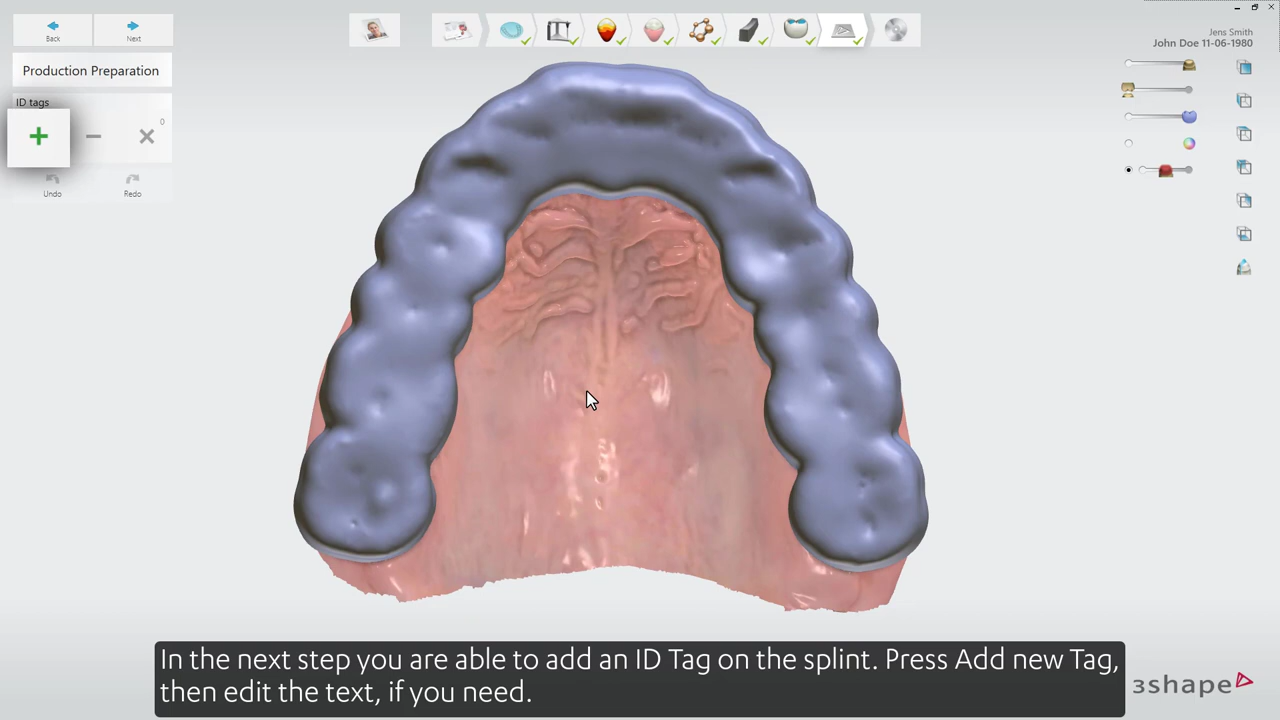 Back
Next
Production Preparation
ID tags
0
Undo
Redo
Jens Smith
John Doe 11-06-1980
In the next step you are able to add an ID Tag on the splint. Press Add new Tag,
then edit the text, if you need.
3shape